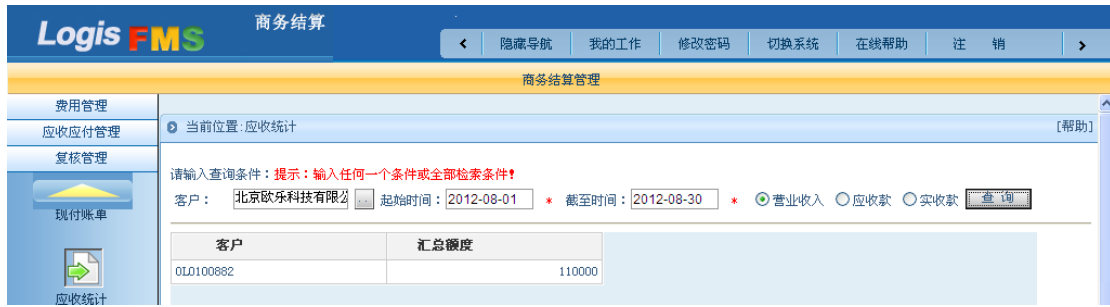 Logis FMS 商务结算
隐藏导航 我的工作 修改密码 切换系统 在线帮助 注 销
商务结算管理
费用管理
应收应付管理
复核管理
现付账单
应收统计
当前位置:应收统计 [帮助]
请输入查询条件：提示：输入任何一个条件或全部检索条件!
客户： 北京欧乐科技有限公 ... 起始时间：2012-08-01 * 截至时间：2012-08-30 * 营业收入 应收款 实收款 查询
客户 汇总额度
OL0100882 110000